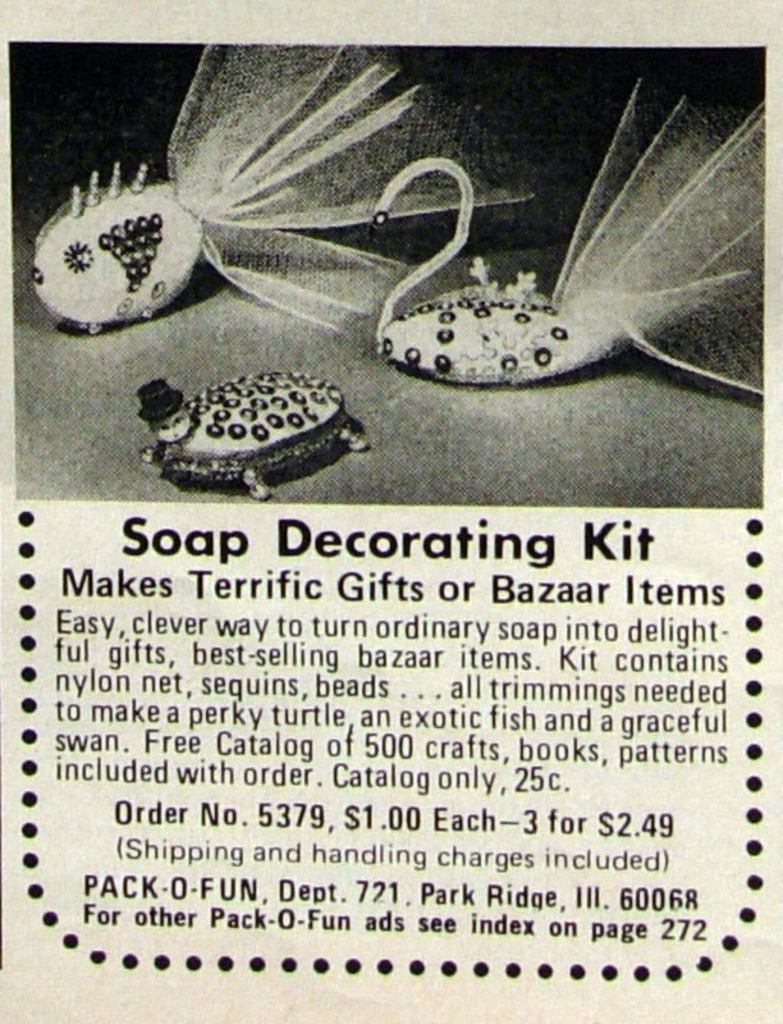 Soap Decorating Kit
Makes Terrific Gifts or Bazaar Items
Easy, clever way to turn ordinary soap into delight-
ful gifts, best-selling bazaar items. Kit contains
nylon net, sequins, beads . . . all trimmings needed
to make a perky turtle, an exotic fish and a graceful
swan. Free Catalog of 500 crafts, books, patterns
included with order. Catalog only, 25c.
Order No. 5379, $1.00 Each—3 for $2.49
(Shipping and handling charges included)
PACK-O-FUN, Dept. 721, Park Ridge, Ill. 60068
For other Pack-O-Fun ads see index on page 272